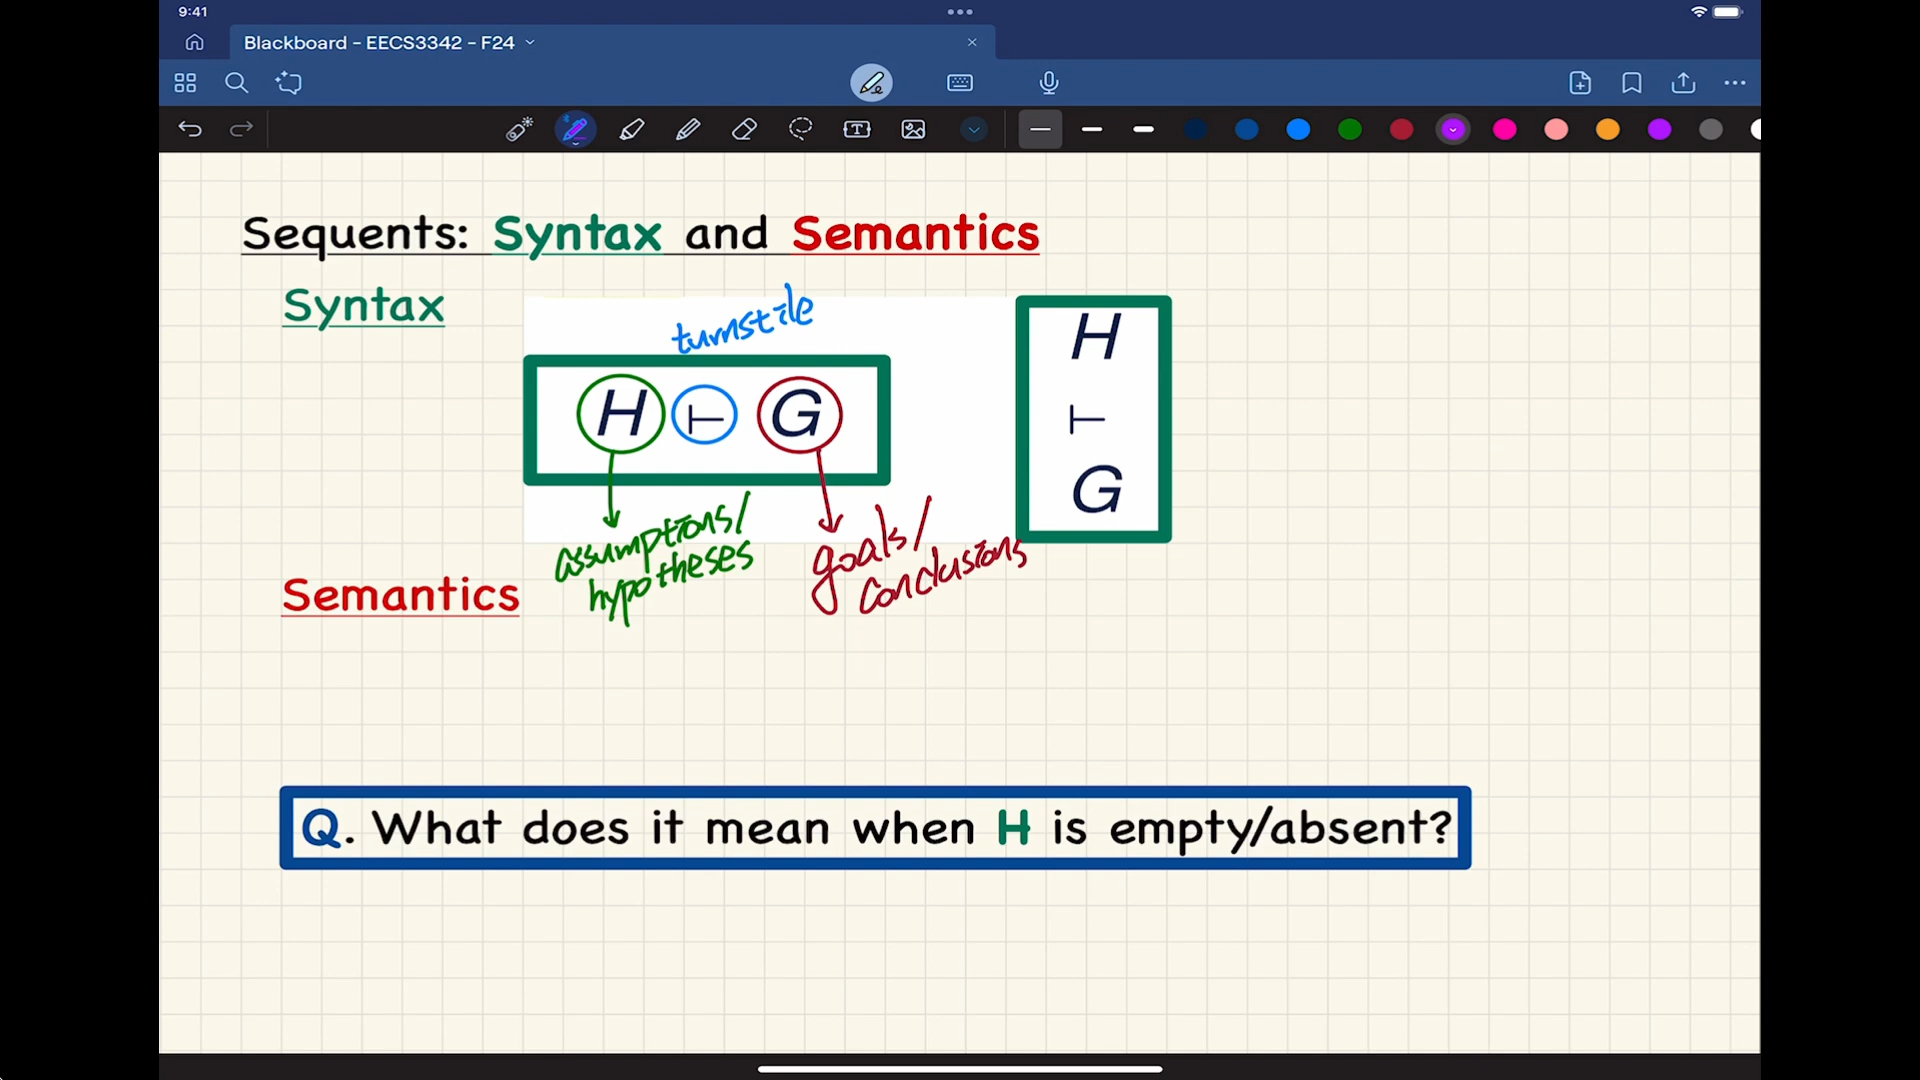 9:41
Blackboard - EECS3342 - F24
Sequents: Syntax and Semantics
Syntax
turnstile
H ⊢ G
H
⊢
G
assumptions/
hypotheses
goals/
conclusions
Semantics
Q. What does it mean when H is empty/absent?